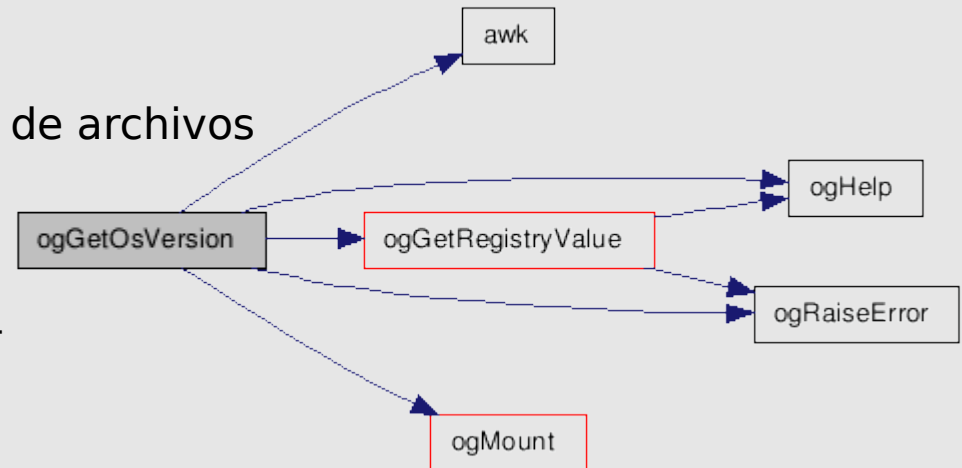 awk
de archivos
ogHelp
ogGetOsVersion
ogGetRegistryValue
ogRaiseError
ogMount